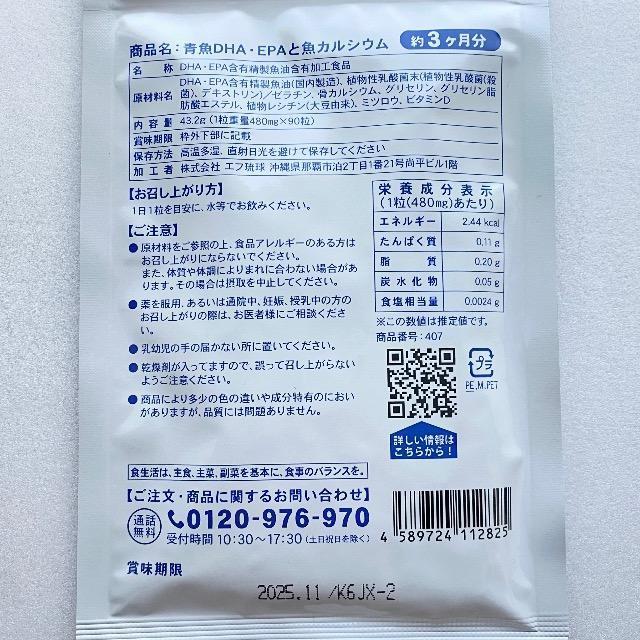 商品名:青魚DHA・EPAと魚カルシウム 約3ヶ月分
名称 DHA・EPA含有精製魚油含有加工食品
原材料名 DHA・EPA含有精製魚油(国内製造)、植物性乳酸菌末(植物性乳酸菌(殺
菌)、デキストリン)/ゼラチン、骨カルシウム、グリセリン、グリセリン脂
肪酸エステル、植物レシチン(大豆由来)、ミツロウ、ビタミンD
内容量 43.2g(1粒重量480mg×90粒)
賞味期限 枠外下部に記載
保存方法 高温多湿、直射日光を避けて保存してください
加工者 株式会社 エフ琉球 沖縄県那覇市泊2丁目1番21号尚平ビル1階
【お召し上がり方】
1日1粒を目安に、水等でお飲みください。
【ご注意】
●原材料をご参照の上、食品アレルギーのある方は
お召し上がりにならないでください。
また、体質や体調によりまれに合わない場合があ
ります。その場合は摂取を中止してください。
●薬を服用、あるいは通院中、妊娠、授乳中の方の
お召し上がりの際は、お医者様にご相談くださ
い。
●乳幼児の手の届かない所に置いてください。
●乾燥剤が入ってますので、誤って召し上がらない
ようご注意ください。
●商品により多少の色の違いや成分特有のにおい
がありますが、品質には問題ありません。
栄養成分表示
(1粒(480mg)あたり)
エネルギー 2.44kcal
たんぱく質 0.11g
脂質 0.20g
炭水化物 0.05g
食塩相当量 0.0024g
※この数値は推定値です。
商品番号:407
プラ
PE,M,PET
詳しい情報は
こちらから!
食生活は、主食、主菜、副菜を基本に、食事のバランスを。
【ご注文・商品に関するお問い合わせ】
通話
無料
0120-976-970
受付時間 10:30〜17:30(土日祝日を除く)
4 589724 112825
賞味期限
2025.11/K6JX-2